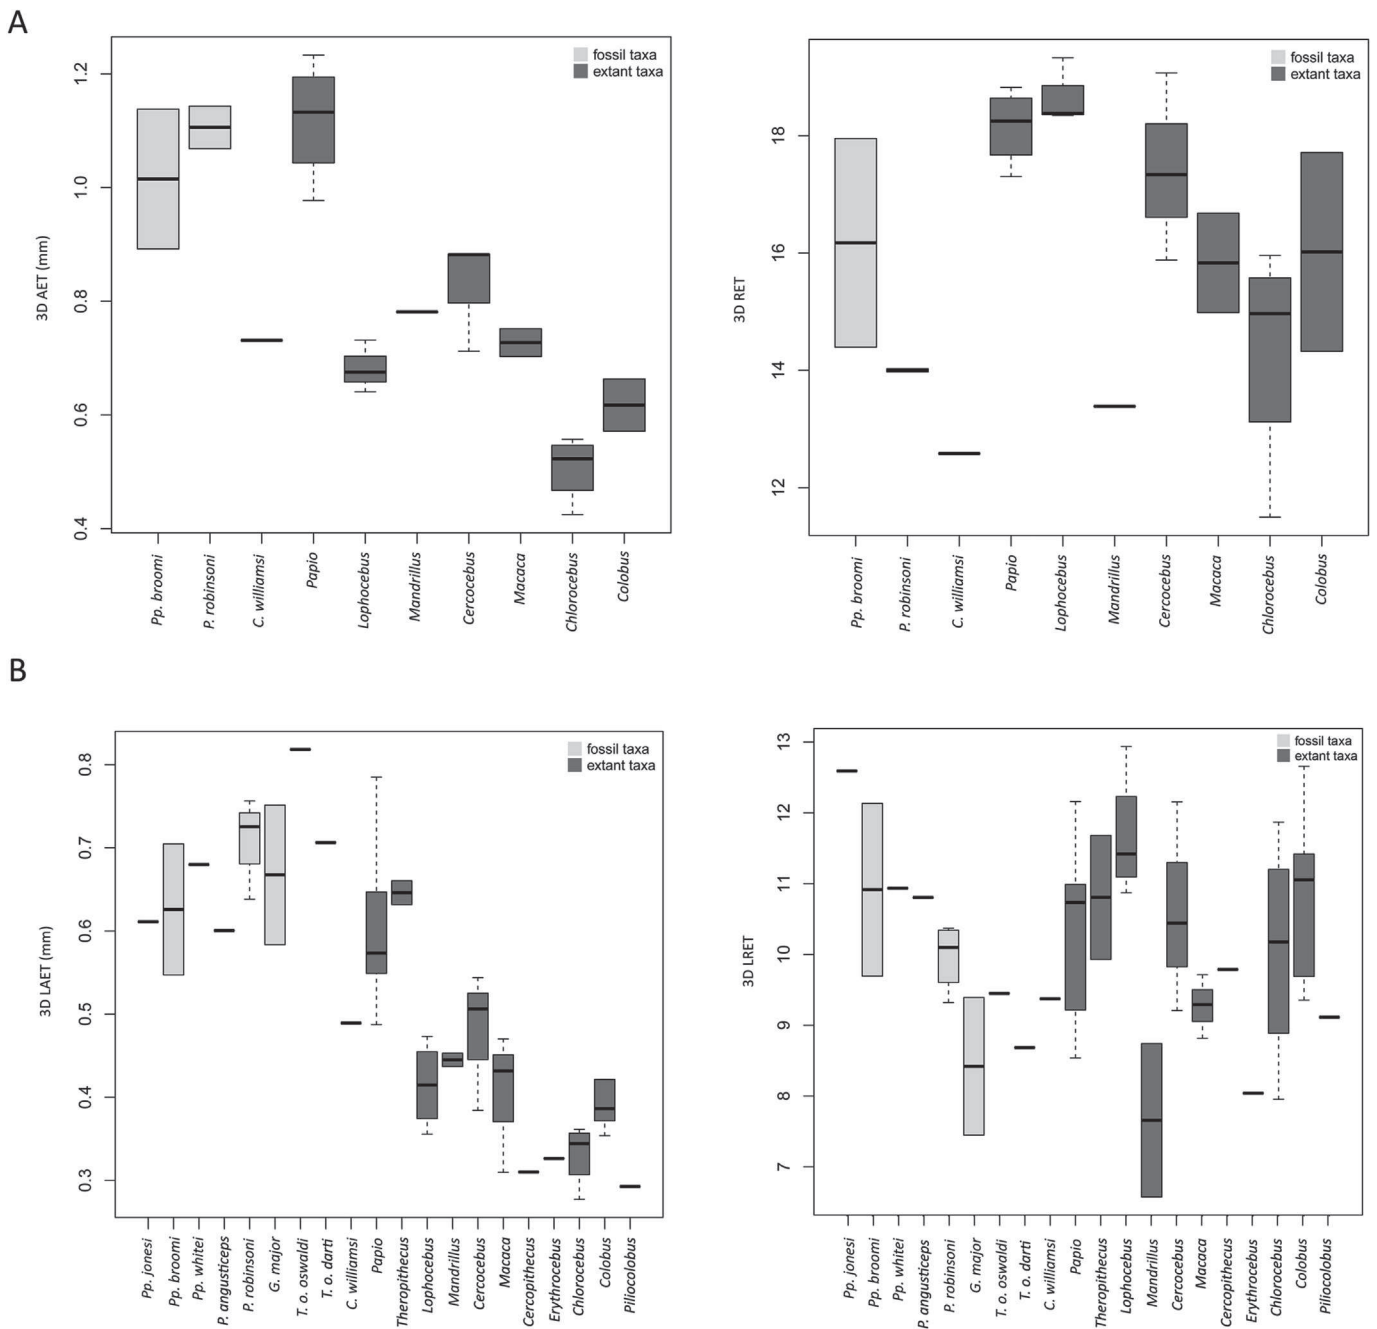 A
3D AET (mm)
1.2
1.0
0.8
0.6
0.4
fossil taxa
extant taxa
Pp. broomi
P. robinsoni
C. williamsi
Papio
Lophocebus
Mandrillus
Cercocebus
Macaca
Chlorocebus
Colobus
3D RET
18
16
14
12
fossil taxa
extant taxa
Pp. broomi
P. robinsoni
C. williamsi
Papio
Lophocebus
Mandrillus
Cercocebus
Macaca
Chlorocebus
Colobus
B
3D LAET (mm)
0.8
0.7
0.6
0.5
0.4
0.3
fossil taxa
extant taxa
Pp. jonesi
Pp. broomi
Pp. whitei
P. angusticeps
P. robinsoni
G. major
T. o. oswaldi
T. o. darti
C. williamsi
Papio
Theropithecus
Lophocebus
Mandrillus
Cercocebus
Macaca
Cercopithecus
Erythrocebus
Chlorocebus
Colobus
Piliocolobus
3D LRET
13
12
11
10
9
8
7
fossil taxa
extant taxa
Pp. jonesi
Pp. broomi
Pp. whitei
P. angusticeps
P. robinsoni
G. major
T. o. oswaldi
T. o. darti
C. williamsi
Papio
Theropithecus
Lophocebus
Mandrillus
Cercocebus
Macaca
Cercopithecus
Erythrocebus
Chlorocebus
Colobus
Piliocolobus